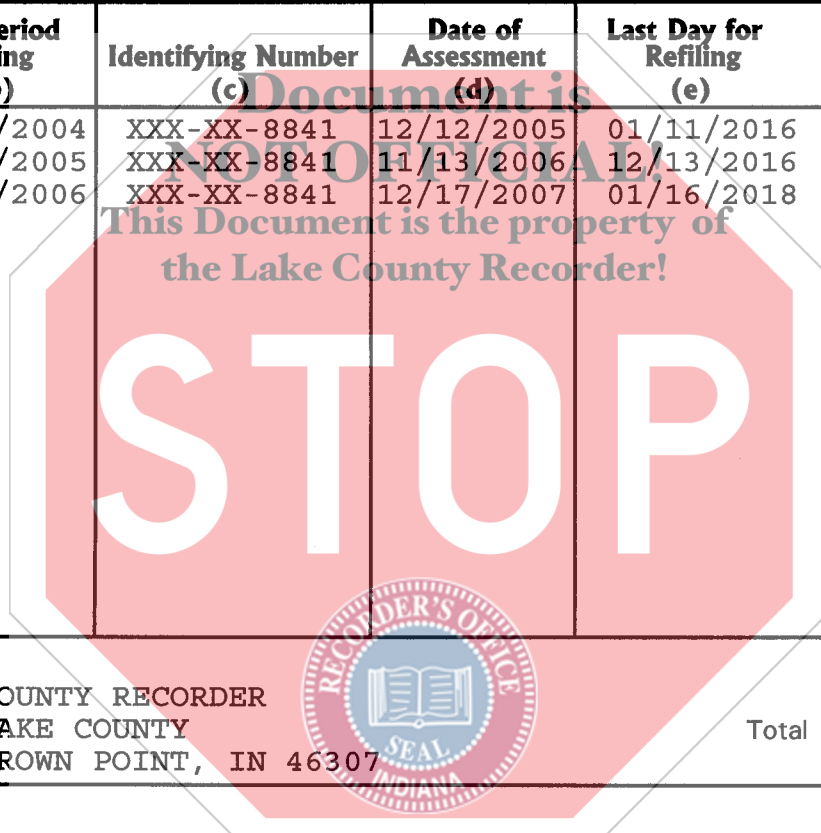 eriod
ing
)
Identifying Number
(c)
Date of
Assessment
(d)
Last Day for
Refiling
(e)
/2004 XXX-XX-8841 12/12/2005 01/11/2016
/2005 XXX-XX-8841 11/13/2006 12/13/2016
/2006 XXX-XX-8841 12/17/2007 01/16/2018
Document is
NOT OFFICIAL!
This Document is the property of
the Lake County Recorder!
STOP
RECORDER'S OFFICE
SEAL
INDIANA
OUNTY RECORDER
AKE COUNTY
ROWN POINT, IN 46307
Total